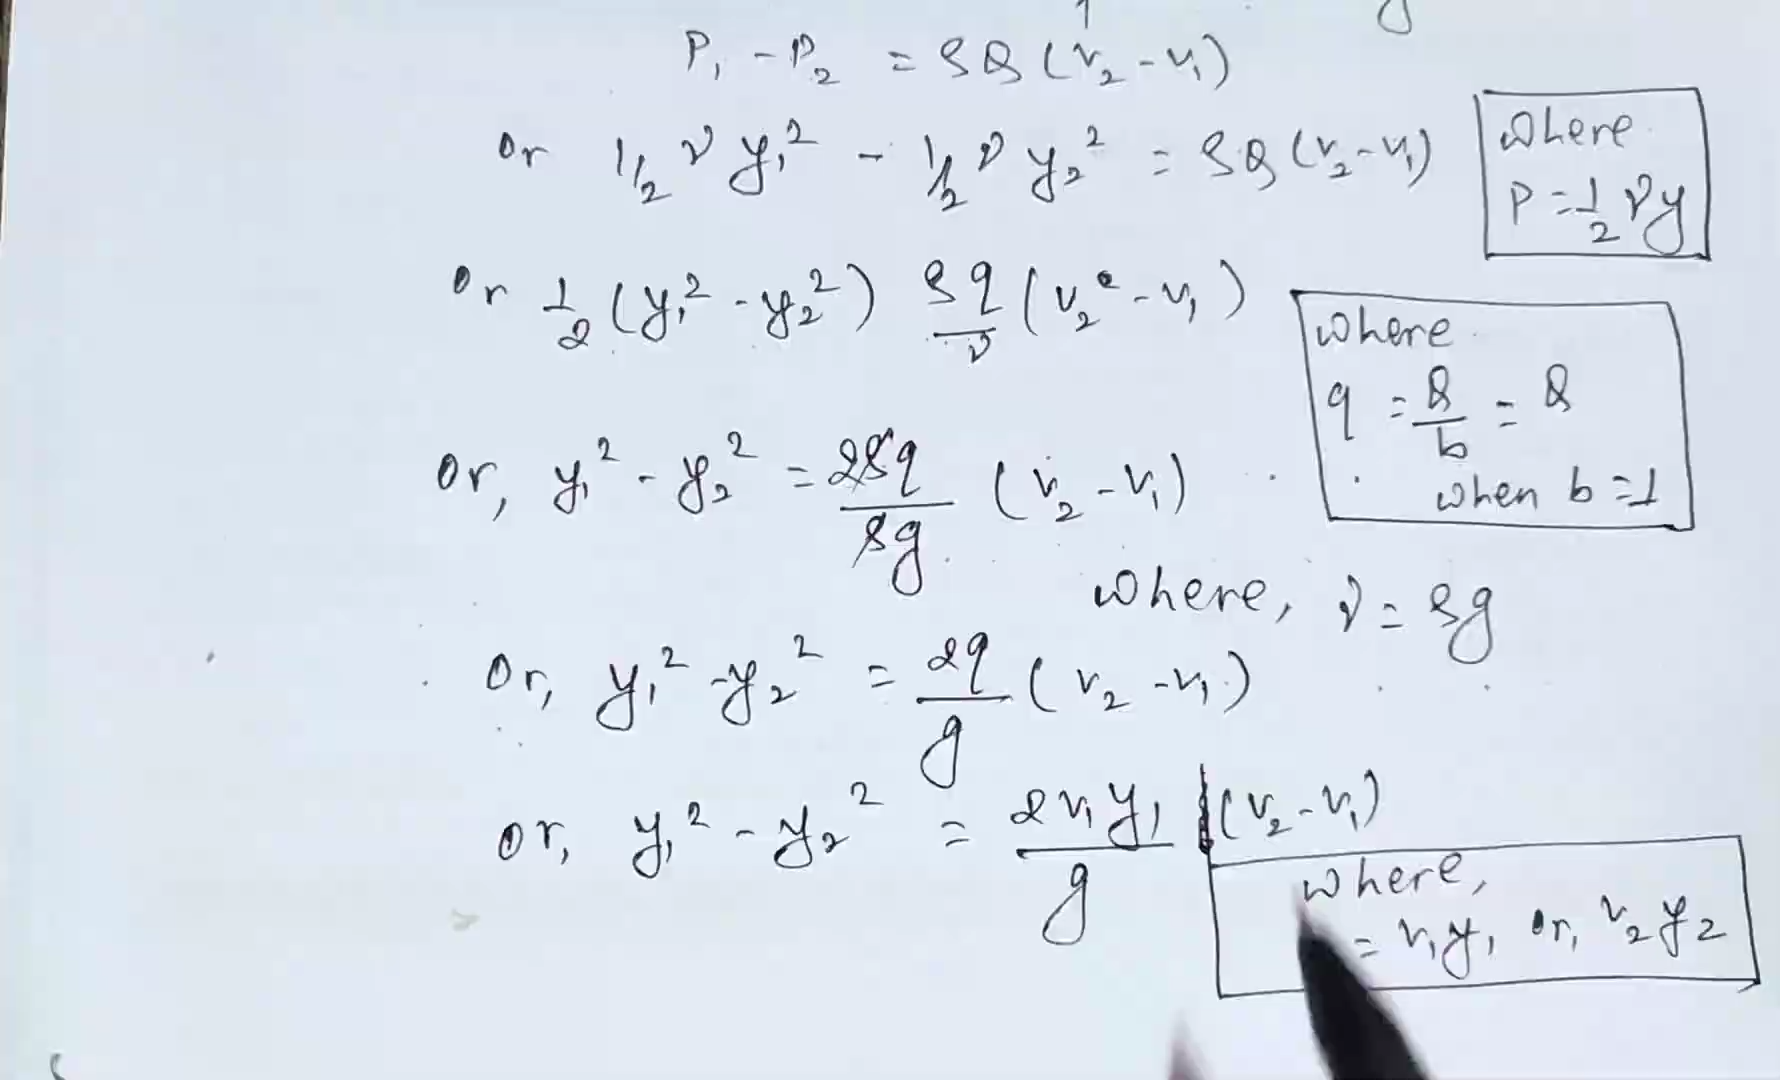 P₁ - P₂ = ρQ (v₂ - v₁)
or 1/2 γ y₁² - 1/2 γ y₂² = ρQ (v₂ - v₁)
where
P = 1/2 γy
or 1/2 (y₁² - y₂²) ρq/γ (v₂ - v₁)
where
q = Q/b = Q
when b = 1
or, y₁² - y₂² = 2ρq/ρg (v₂ - v₁)
where, γ = ρg
or, y₁² - y₂² = 2q/g (v₂ - v₁)
or, y₁² - y₂² = 2v₁y₁/g (v₂ - v₁)
where,
= v₁y₁ or, v₂y₂